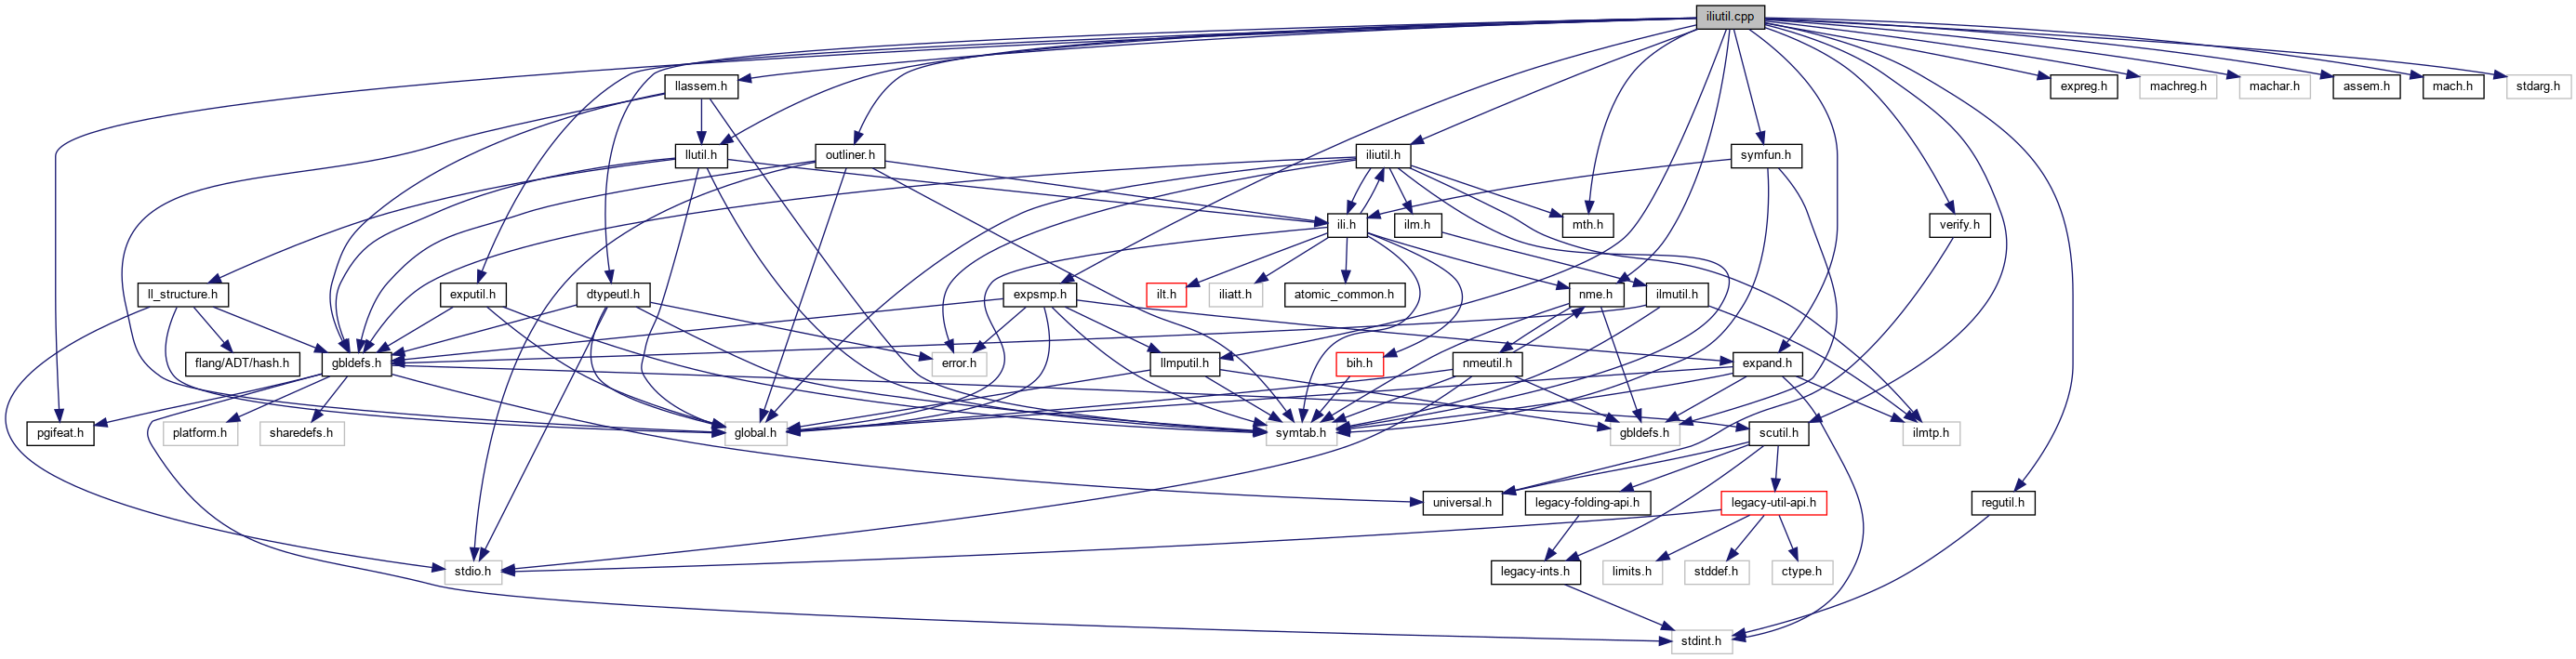 iliutil.cpp
llassem.h
expreg.h
machreg.h
machar.h
assem.h
mach.h
stdarg.h
llutil.h
outliner.h
iliutil.h
symfun.h
ili.h
ilm.h
mth.h
verify.h
ll_structure.h
exputil.h
dtypeutl.h
expsmp.h
ilt.h
iliatt.h
atomic_common.h
nme.h
ilmutil.h
flang/ADT/hash.h
gbldefs.h
error.h
llmputil.h
bih.h
nmeutil.h
expand.h
pgifeat.h
platform.h
sharedefs.h
global.h
symtab.h
gbldefs.h
scutil.h
ilmtp.h
universal.h
legacy-folding-api.h
legacy-util-api.h
regutil.h
stdio.h
legacy-ints.h
limits.h
stddef.h
ctype.h
stdint.h